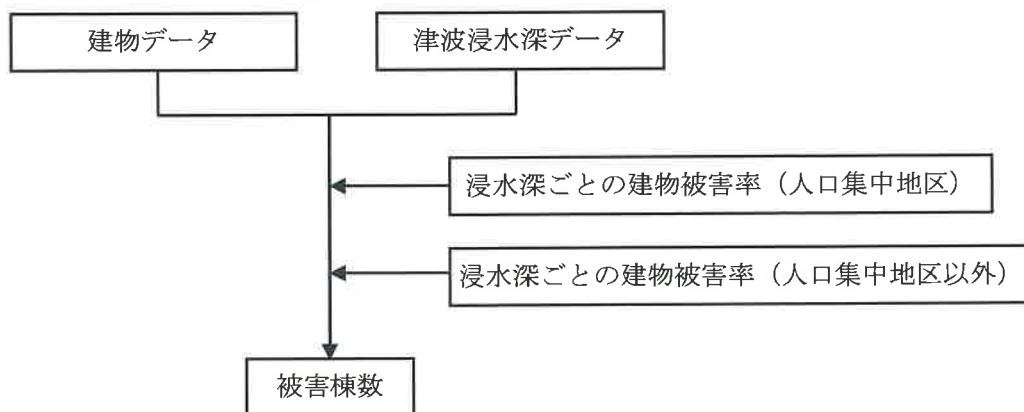 建物データ
津波浸水深データ
浸水深ごとの建物被害率（人口集中地区）
浸水深ごとの建物被害率（人口集中地区以外）
被害棟数